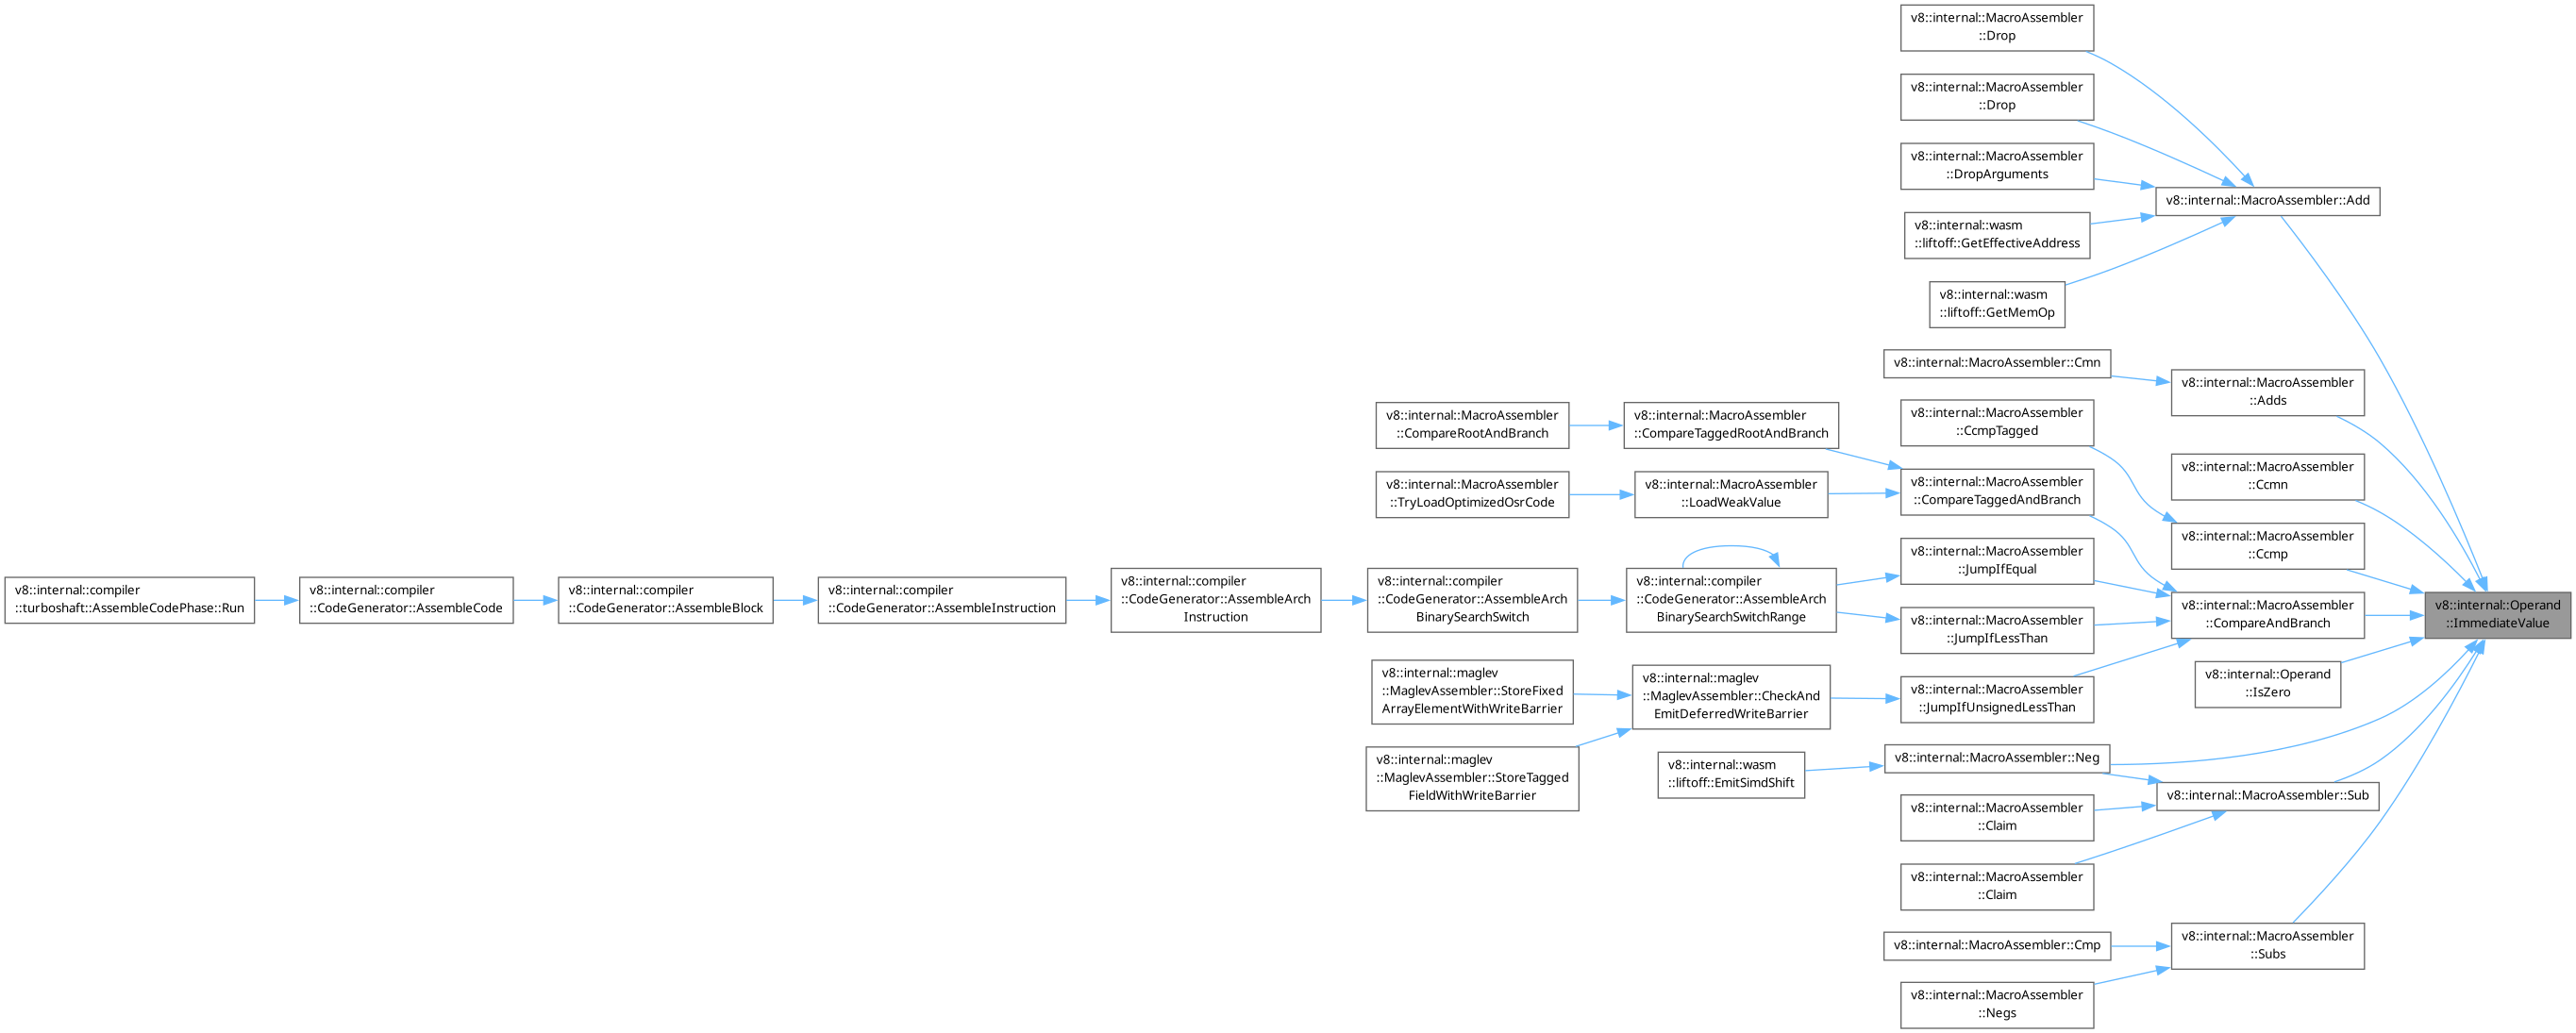 v8::internal::MacroAssembler
::Drop
v8::internal::MacroAssembler
::Drop
v8::internal::MacroAssembler
::DropArguments
v8::internal::MacroAssembler::Add
v8::internal::wasm
::liftoff::GetEffectiveAddress
v8::internal::wasm
::liftoff::GetMemOp
v8::internal::MacroAssembler::Cmn
v8::internal::MacroAssembler
::Adds
v8::internal::MacroAssembler
::CompareRootAndBranch
v8::internal::MacroAssembler
::CompareTaggedRootAndBranch
v8::internal::MacroAssembler
::CcmpTagged
v8::internal::MacroAssembler
::Ccmn
v8::internal::MacroAssembler
::TryLoadOptimizedOsrCode
v8::internal::MacroAssembler
::LoadWeakValue
v8::internal::MacroAssembler
::CompareTaggedAndBranch
v8::internal::MacroAssembler
::Ccmp
v8::internal::compiler
::turboshaft::AssembleCodePhase::Run
v8::internal::compiler
::CodeGenerator::AssembleCode
v8::internal::compiler
::CodeGenerator::AssembleBlock
v8::internal::compiler
::CodeGenerator::AssembleInstruction
v8::internal::compiler
::CodeGenerator::AssembleArch
Instruction
v8::internal::compiler
::CodeGenerator::AssembleArch
BinarySearchSwitch
v8::internal::compiler
::CodeGenerator::AssembleArch
BinarySearchSwitchRange
v8::internal::MacroAssembler
::JumpIfEqual
v8::internal::MacroAssembler
::JumpIfLessThan
v8::internal::MacroAssembler
::CompareAndBranch
v8::internal::Operand
::ImmediateValue
v8::internal::maglev
::MaglevAssembler::StoreFixed
ArrayElementWithWriteBarrier
v8::internal::maglev
::MaglevAssembler::CheckAnd
EmitDeferredWriteBarrier
v8::internal::MacroAssembler
::JumpIfUnsignedLessThan
v8::internal::Operand
::IsZero
v8::internal::maglev
::MaglevAssembler::StoreTagged
FieldWithWriteBarrier
v8::internal::wasm
::liftoff::EmitSimdShift
v8::internal::MacroAssembler::Neg
v8::internal::MacroAssembler::Sub
v8::internal::MacroAssembler
::Claim
v8::internal::MacroAssembler
::Claim
v8::internal::MacroAssembler::Cmp
v8::internal::MacroAssembler
::Subs
v8::internal::MacroAssembler
::Negs